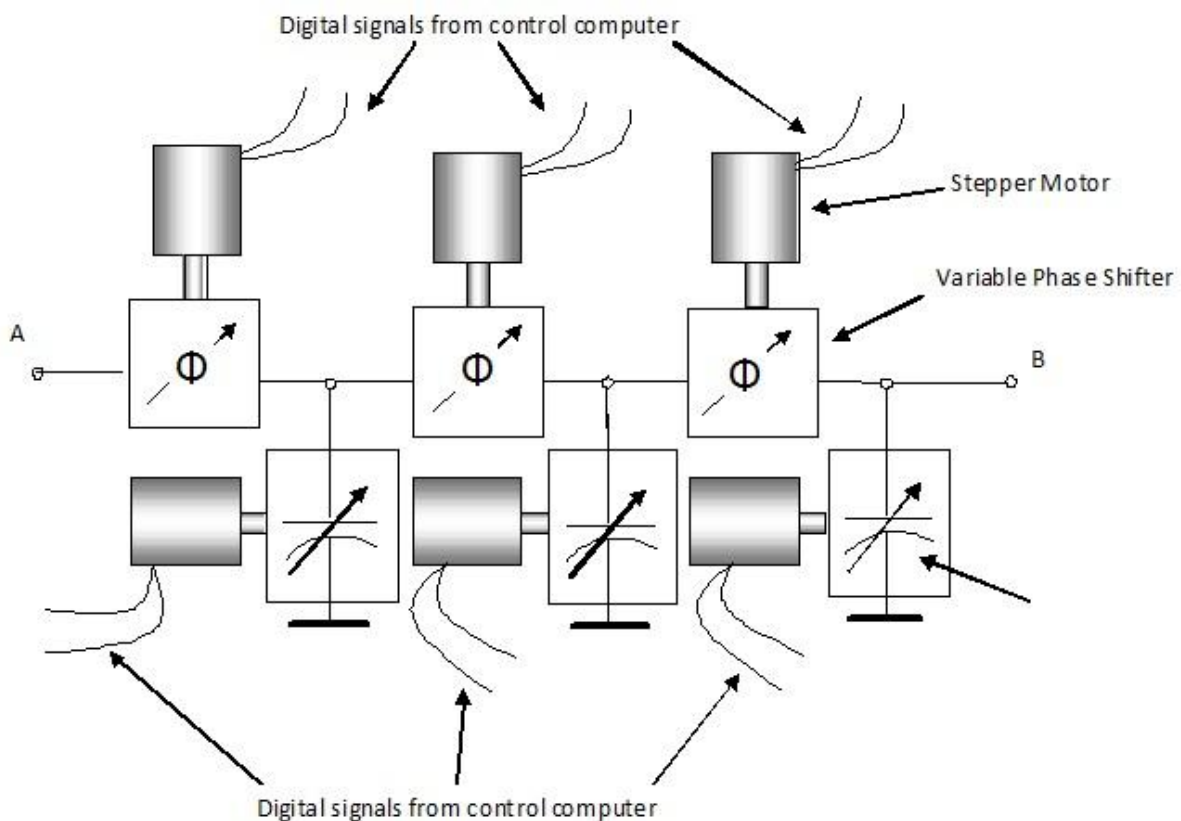 Digital signals from control computer
Stepper Motor
Variable Phase Shifter
A
Φ
Φ
Φ
B
Digital signals from control computer